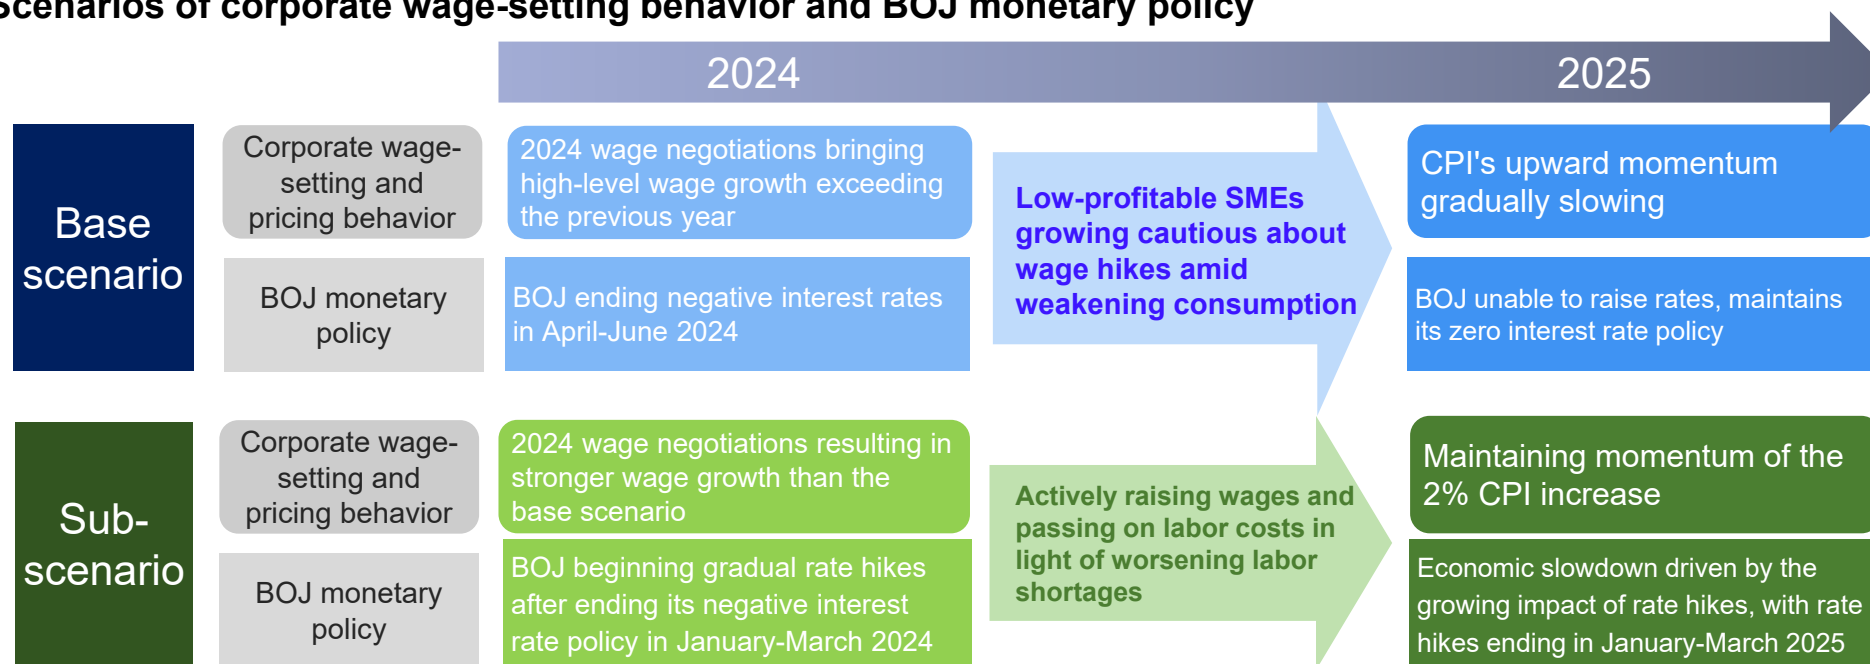 Scenarios of corporate wage-setting behavior and BOJ monetary policy
2024
2025
Base
scenario
Corporate wage-
setting and
pricing behavior
2024 wage negotiations bringing
high-level wage growth exceeding
the previous year
Low-profitable SMEs
growing cautious about
wage hikes amid
weakening consumption
CPI's upward momentum
gradually slowing
BOJ monetary
policy
BOJ ending negative interest rates
in April-June 2024
BOJ unable to raise rates, maintains
its zero interest rate policy
Sub-
scenario
Corporate wage-
setting and
pricing behavior
2024 wage negotiations resulting in
stronger wage growth than the
base scenario
Actively raising wages and
passing on labor costs in
light of worsening labor
shortages
Maintaining momentum of the
2% CPI increase
BOJ monetary
policy
BOJ beginning gradual rate hikes
after ending its negative interest
rate policy in January-March 2024
Economic slowdown driven by the
growing impact of rate hikes, with rate
hikes ending in January-March 2025